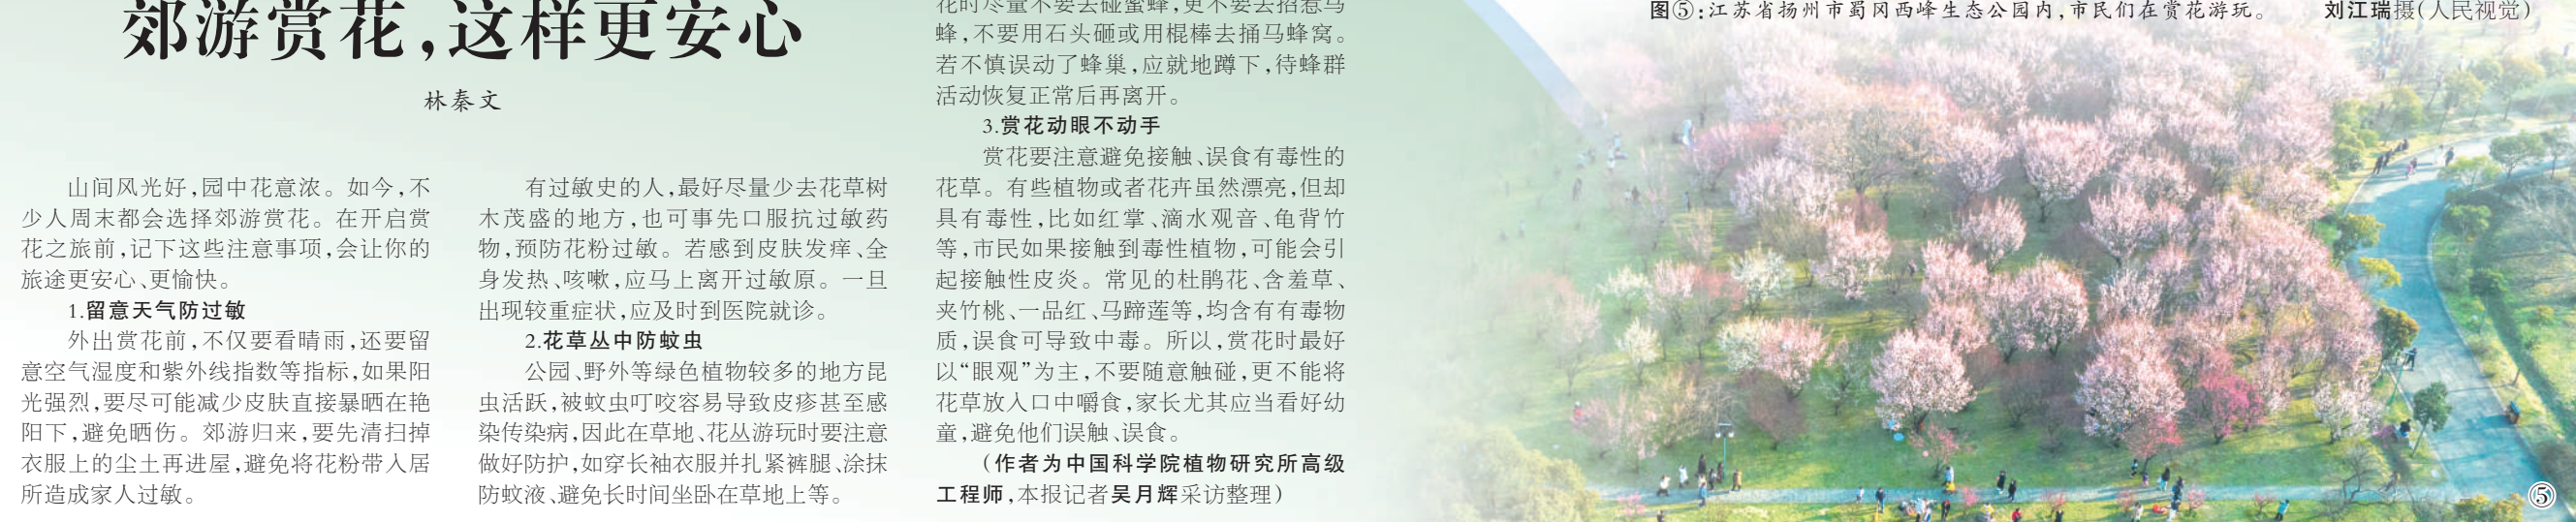 郊游赏花,这样更安心
林秦文
山间风光好,园中花意浓。如今,不
少人周末都会选择郊游赏花。在开启赏
花之旅前,记下这些注意事项,会让你的
旅途更安心、更愉快。
1.留意天气防过敏
外出赏花前,不仅要看晴雨,还要留
意空气湿度和紫外线指数等指标,如果阳
光强烈,要尽可能减少皮肤直接暴晒在艳
阳下,避免晒伤。郊游归来,要先清扫掉
衣服上的尘土再进屋,避免将花粉带入居
所造成家人过敏。
有过敏史的人,最好尽量少去花草树
木茂盛的地方,也可事先口服抗过敏药
物,预防花粉过敏。若感到皮肤发痒、全
身发热、咳嗽,应马上离开过敏原。一旦
出现较重症状,应及时到医院就诊。
2.花草丛中防蚊虫
公园、野外等绿色植物较多的地方昆
虫活跃,被蚊虫叮咬容易导致皮疹甚至感
染传染病,因此在草地、花丛游玩时要注意
做好防护,如穿长袖衣服并扎紧裤腿、涂抹
防蚊液、避免长时间坐卧在草地上等。
花时尽量不要去碰蜜蜂,更不要去招惹马
蜂,不要用石头砸或用棍棒去捅马蜂窝。
若不慎误动了蜂巢,应就地蹲下,待蜂群
活动恢复正常后再离开。
3.赏花动眼不动手
赏花要注意避免接触、误食有毒性的
花草。有些植物或者花卉虽然漂亮,但却
具有毒性,比如红掌、滴水观音、龟背竹
等,市民如果接触到毒性植物,可能会引
起接触性皮炎。常见的杜鹃花、含羞草、
夹竹桃、一品红、马蹄莲等,均含有有毒物
质,误食可导致中毒。所以,赏花时最好
以“眼观”为主,不要随意触碰,更不能将
花草放入口中嚼食,家长尤其应当看好幼
童,避免他们误触、误食。
(作者为中国科学院植物研究所高级
工程师,本报记者吴月辉采访整理)
图⑤:江苏省扬州市蜀冈西峰生态公园内,市民们在赏花游玩。 刘江瑞摄(人民视觉)
⑤